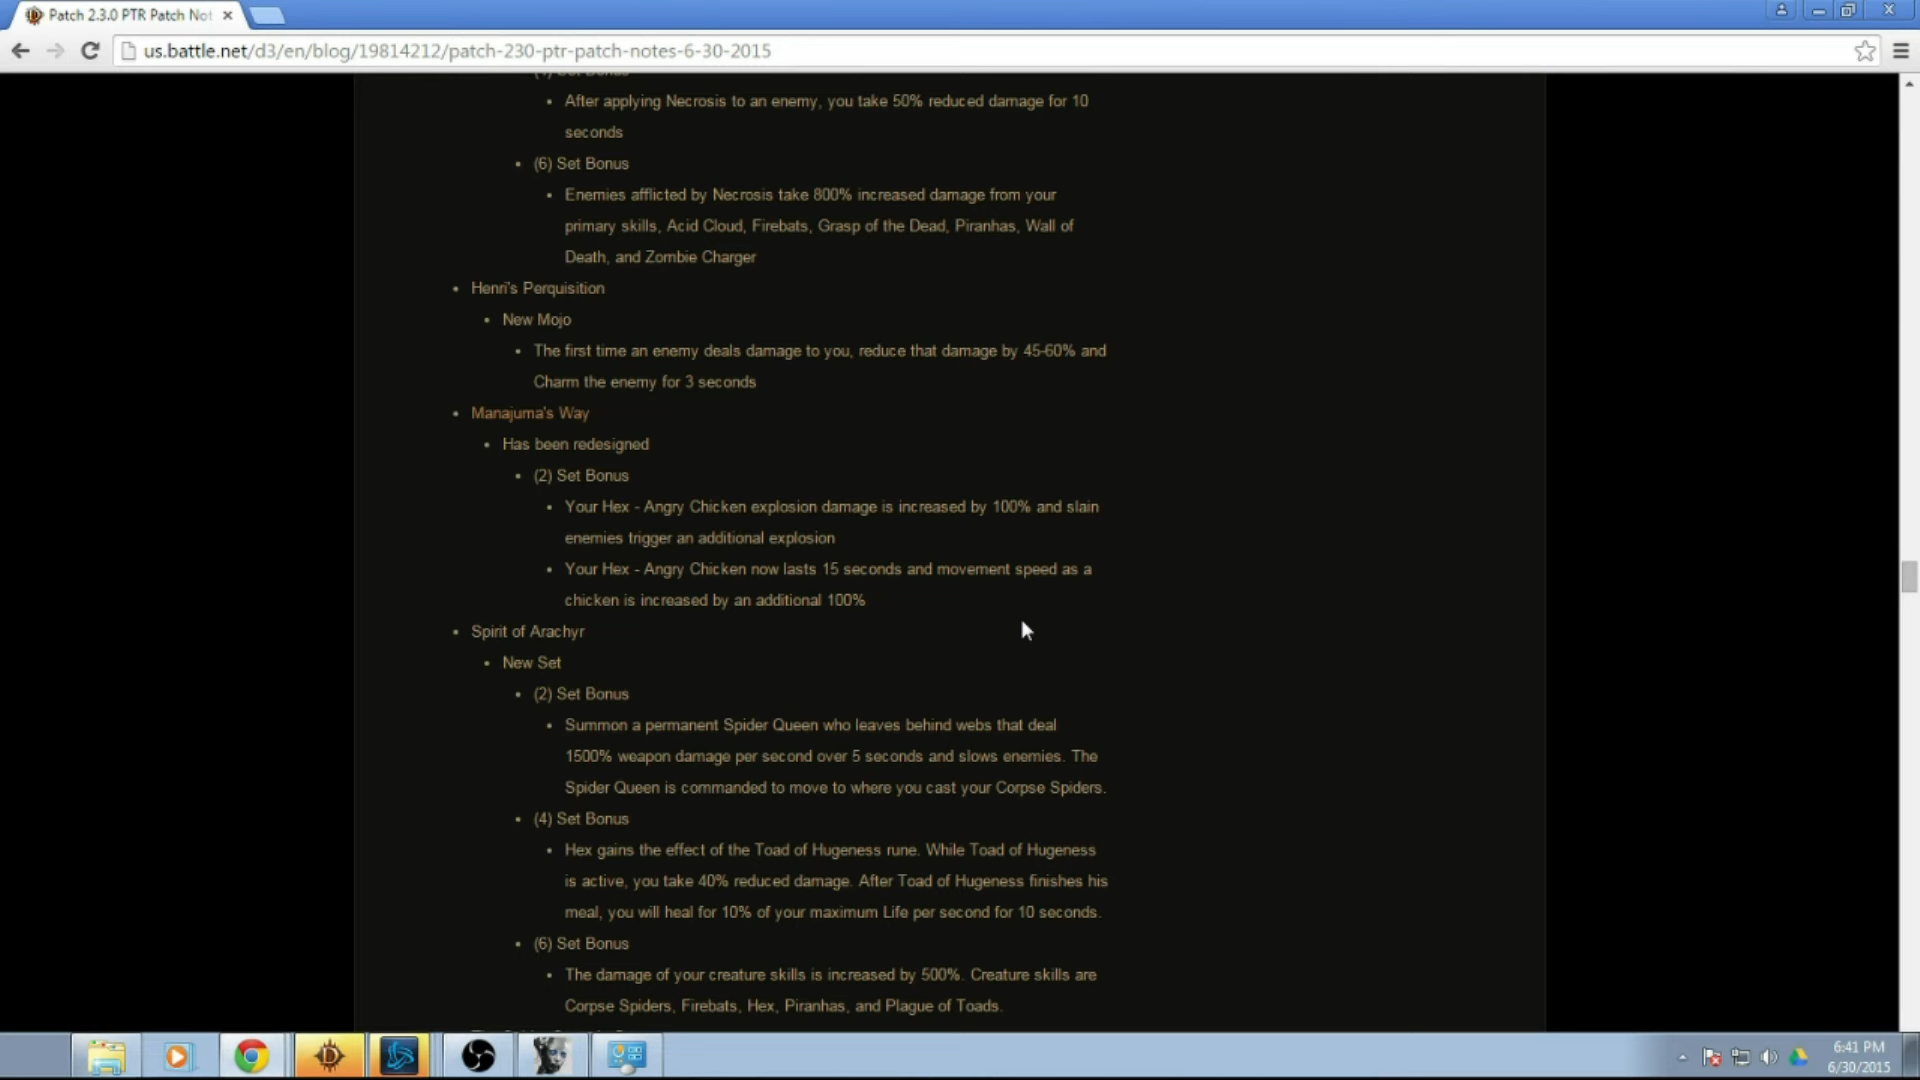 Patch 2.3.0 PTR Patch Not
us.battle.net/d3/en/blog/19814212/patch-230-ptr-patch-notes-6-30-2015
Set Bonus
After applying Necrosis to an enemy, you take 50% reduced damage for 10
seconds
(6) Set Bonus
Enemies afflicted by Necrosis take 800% increased damage from your
primary skills, Acid Cloud, Firebats, Grasp of the Dead, Piranhas, Wall of
Death, and Zombie Charger
Henri's Perquisition
New Mojo
The first time an enemy deals damage to you, reduce that damage by 45-60% and
Charm the enemy for 3 seconds
Manajuma's Way
Has been redesigned
(2) Set Bonus
Your Hex - Angry Chicken explosion damage is increased by 100% and slain
enemies trigger an additional explosion
Your Hex - Angry Chicken now lasts 15 seconds and movement speed as a
chicken is increased by an additional 100%
Spirit of Arachyr
New Set
(2) Set Bonus
Summon a permanent Spider Queen who leaves behind webs that deal
1500% weapon damage per second over 5 seconds and slows enemies. The
Spider Queen is commanded to move to where you cast your Corpse Spiders.
(4) Set Bonus
Hex gains the effect of the Toad of Hugeness rune. While Toad of Hugeness
is active, you take 40% reduced damage. After Toad of Hugeness finishes his
meal, you will heal for 10% of your maximum Life per second for 10 seconds.
(6) Set Bonus
The damage of your creature skills is increased by 500%. Creature skills are
Corpse Spiders, Firebats, Hex, Piranhas, and Plague of Toads.
6:41 PM
6/30/2015